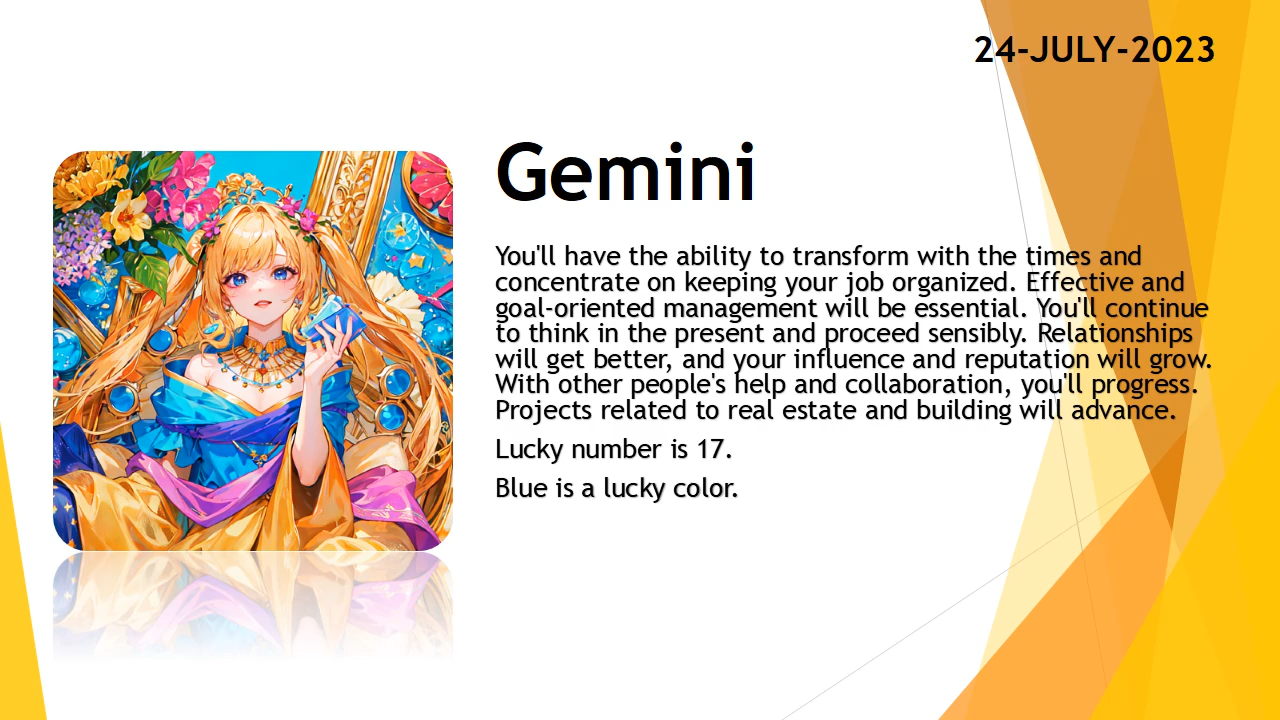 24-JULY-2023
Gemini
You'll have the ability to transform with the times and
concentrate on keeping your job organized. Effective and
goal-oriented management will be essential. You'll continue
to think in the present and proceed sensibly. Relationships
will get better, and your influence and reputation will grow.
With other people's help and collaboration, you'll progress.
Projects related to real estate and building will advance.
Lucky number is 17.
Blue is a lucky color.